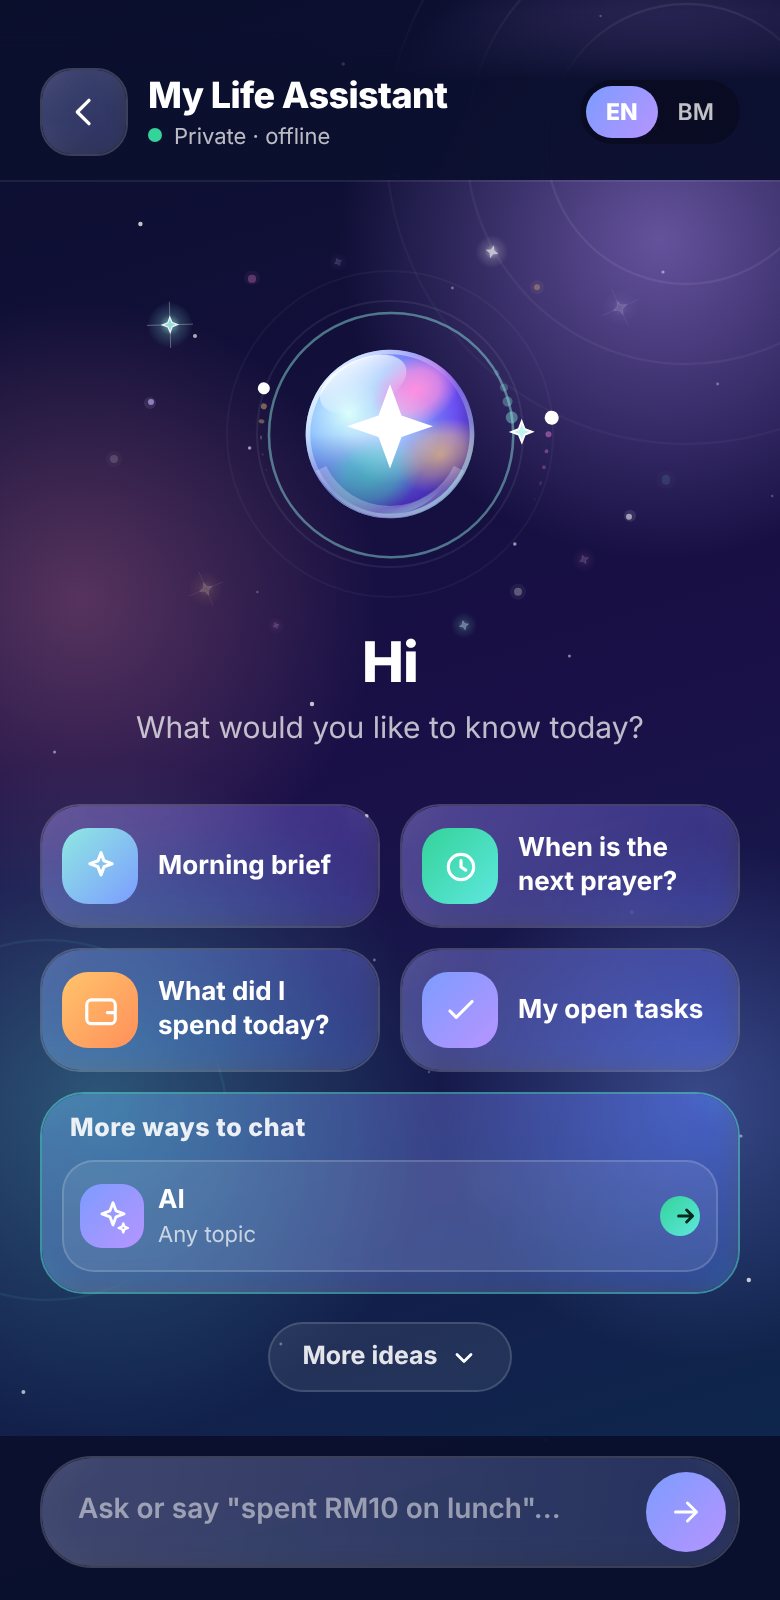 My Life Assistant
Private · offline
EN
BM
Hi
What would you like to know today?
Morning brief
When is the
next prayer?
What did I
spend today?
My open tasks
More ways to chat
AI
Any topic
More ideas
Ask or say "spent RM10 on lunch"...